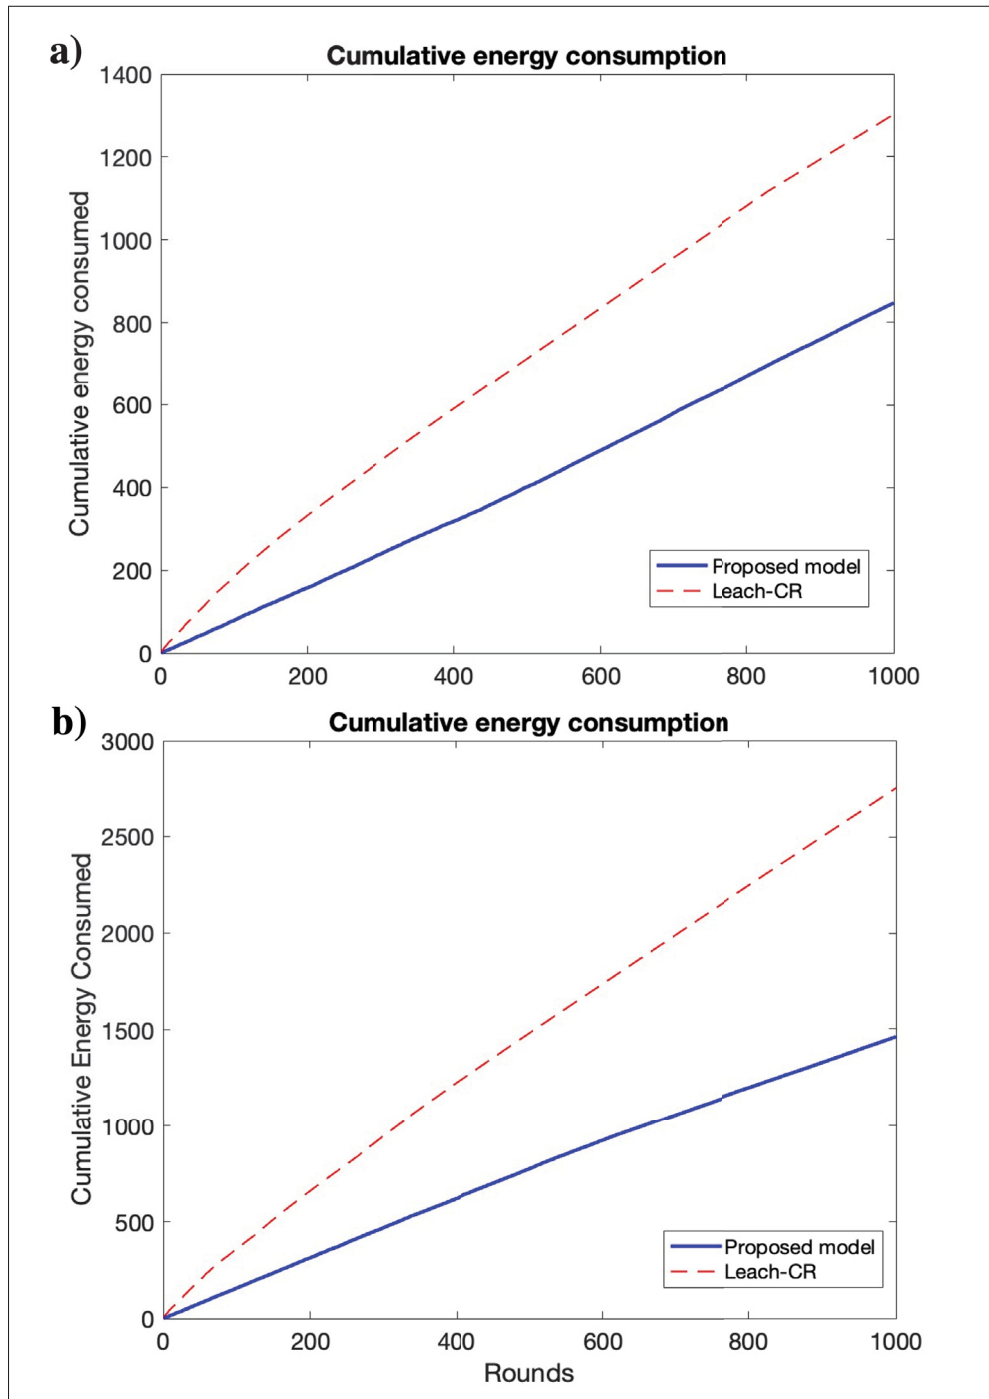 a)
Cumulative energy consumption
1400
1200
1000
800
600
400
200
0
Cumulative energy consumed
Proposed model
Leach-CR
0 200 400 600 800 1000
b)
Cumulative energy consumption
3000
2500
2000
1500
1000
500
0
Cumulative Energy Consumed
Proposed model
Leach-CR
0 200 400 600 800 1000
Rounds